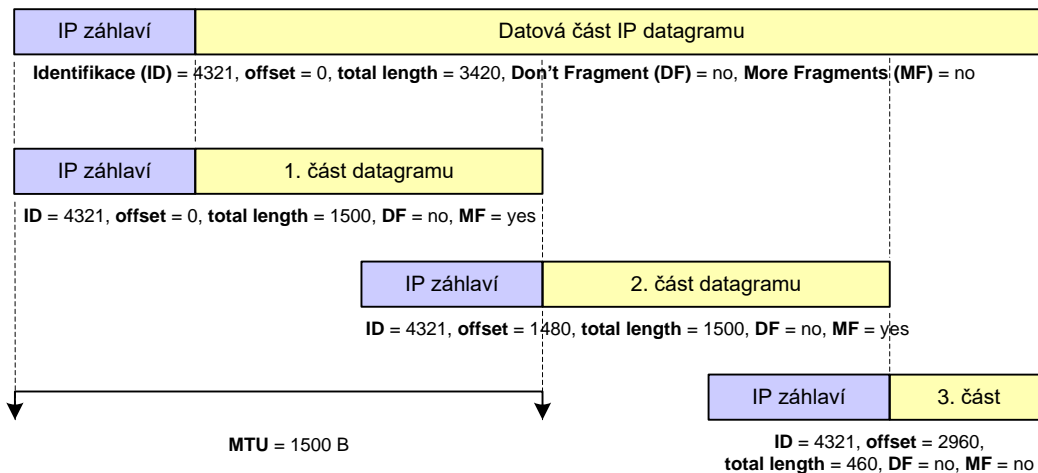 IP záhlaví Datová část IP datagramu
Identifikace (ID) = 4321, offset = 0, total length = 3420, Don't Fragment (DF) = no, More Fragments (MF) = no
IP záhlaví 1. část datagramu
ID = 4321, offset = 0, total length = 1500, DF = no, MF = yes
IP záhlaví 2. část datagramu
ID = 4321, offset = 1480, total length = 1500, DF = no, MF = yes
IP záhlaví 3. část
MTU = 1500 B
ID = 4321, offset = 2960,
total length = 460, DF = no, MF = no